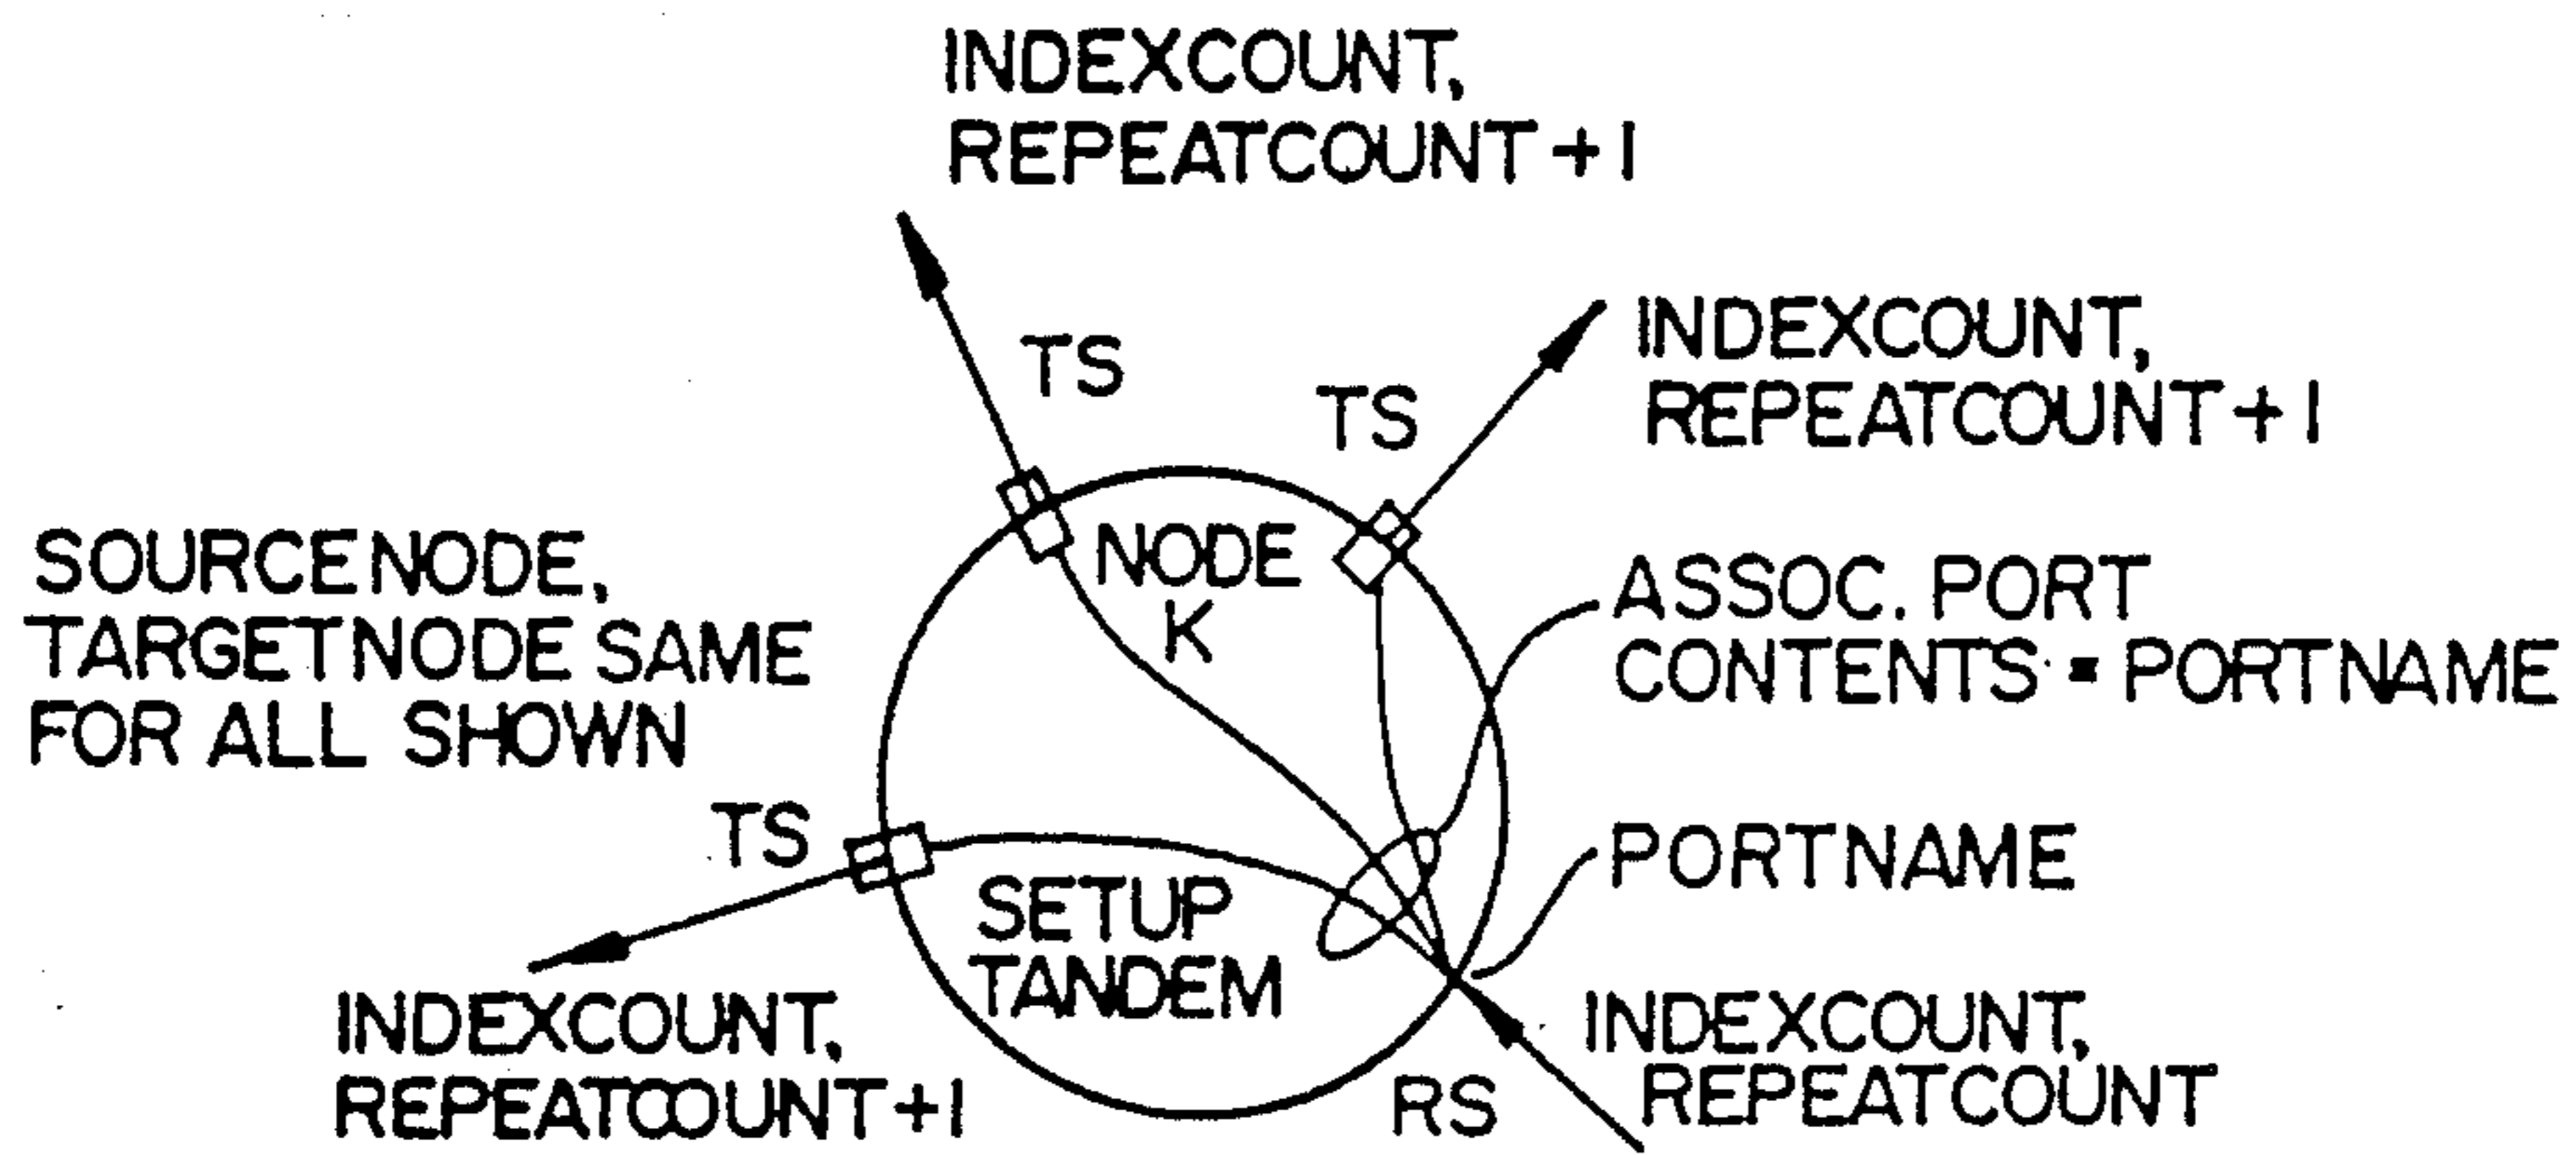 INDEXCOUNT,
REPEATCOUNT + 1
TS
INDEXCOUNT,
REPEATCOUNT + 1
TS
NODE
K
SOURCENODE,
TARGETNODE SAME
FOR ALL SHOWN
ASSOC. PORT
CONTENTS = PORTNAME
TS
PORTNAME
SETUP
TANDEM
INDEXCOUNT,
REPEATCOUNT + 1
INDEXCOUNT,
REPEATCOUNT
RS